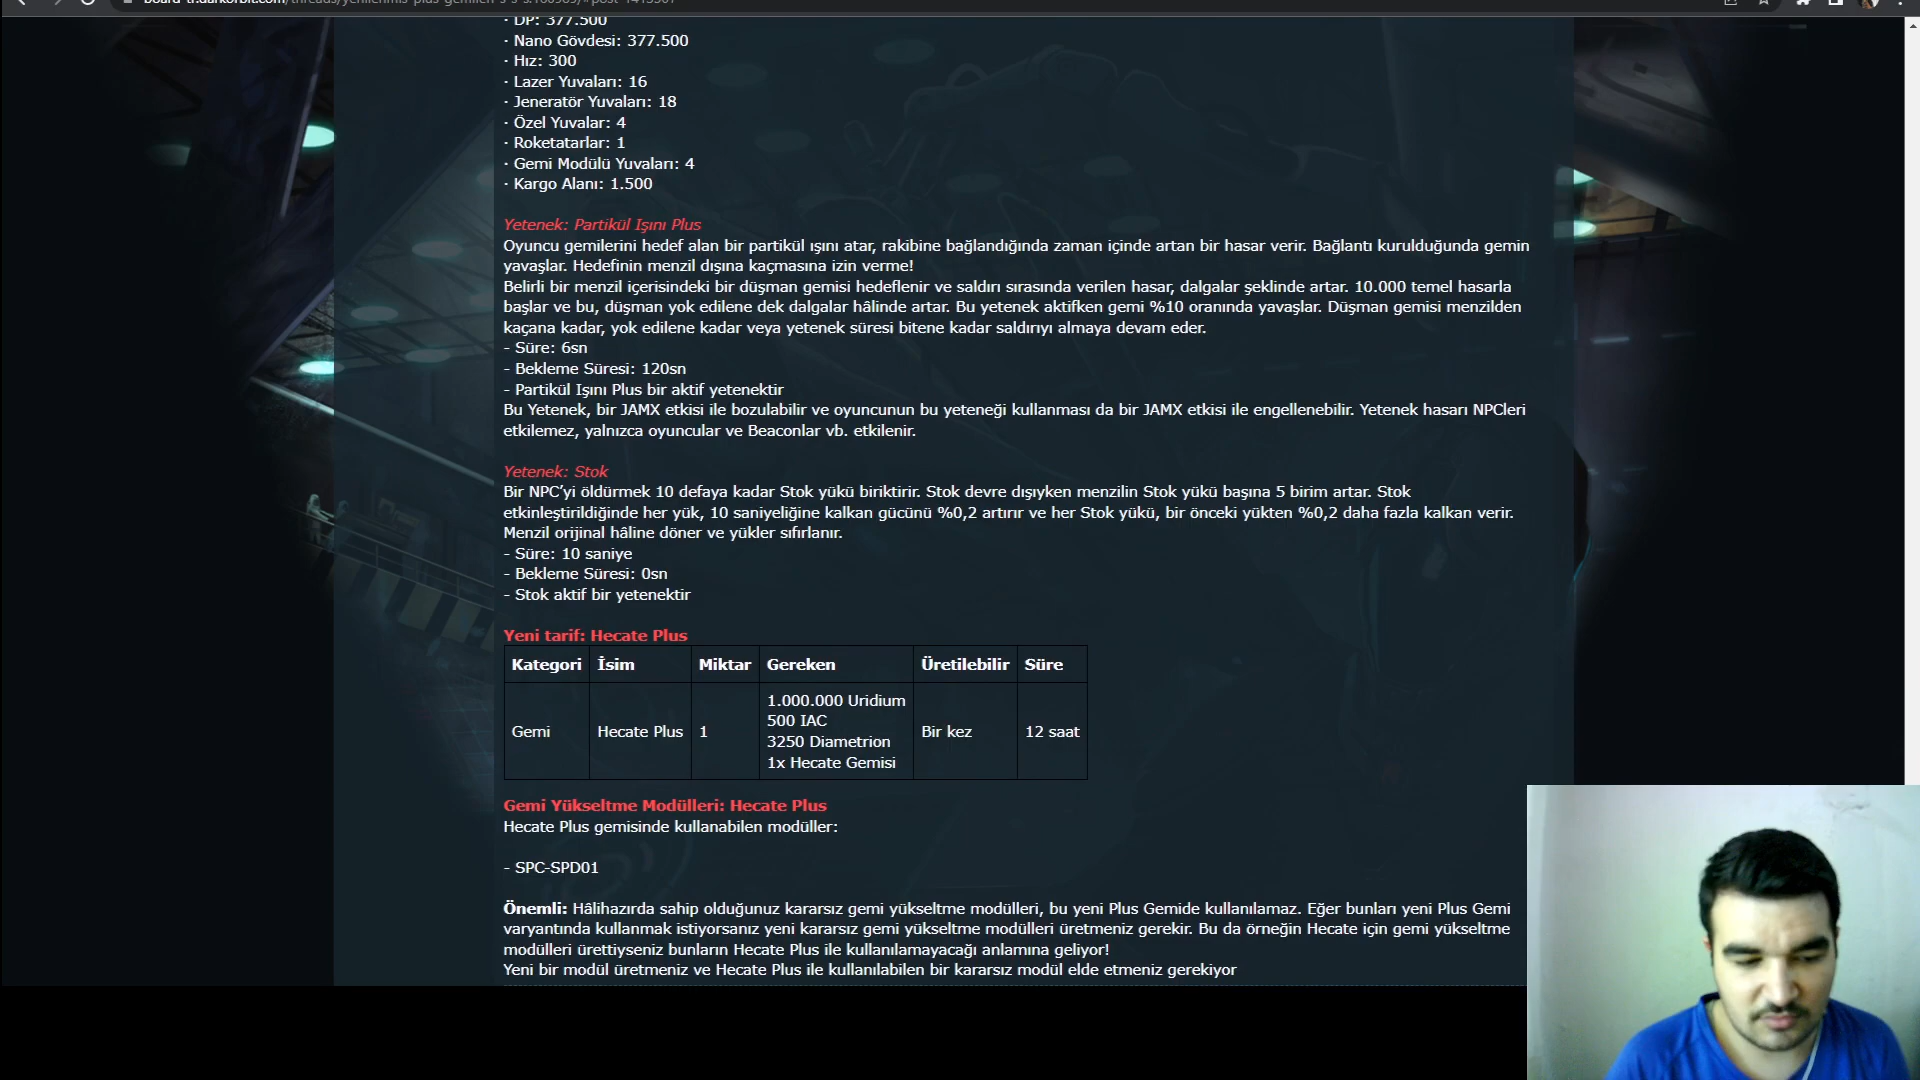 board-tr.darkorbit.com/threads/yenilenmis-plus-gemileri-s-s-s.
· DP: 377.500
· Nano Gövdesi: 377.500
· Hız: 300
· Lazer Yuvaları: 16
· Jeneratör Yuvaları: 18
· Özel Yuvalar: 4
· Roketatarlar: 1
· Gemi Modülü Yuvaları: 4
· Kargo Alanı: 1.500
Yetenek: Partikül Işını Plus
Oyuncu gemilerini hedef alan bir partikül ışını atar, rakibine bağlandığında zaman içinde artan bir hasar verir. Bağlantı kurulduğunda gemin
yavaşlar. Hedefinin menzil dışına kaçmasına izin verme!
Belirli bir menzil içerisindeki bir düşman gemisi hedeflenir ve saldırı sırasında verilen hasar, dalgalar şeklinde artar. 10.000 temel hasarla
başlar ve bu, düşman yok edilene dek dalgalar hâlinde artar. Bu yetenek aktifken gemi %10 oranında yavaşlar. Düşman gemisi menzilden
kaçana kadar, yok edilene kadar veya yetenek süresi bitene kadar saldırıyı almaya devam eder.
- Süre: 6sn
- Bekleme Süresi: 120sn
- Partikül Işını Plus bir aktif yetenektir
Bu Yetenek, bir JAMX etkisi ile bozulabilir ve oyuncunun bu yeteneği kullanması da bir JAMX etkisi ile engellenebilir. Yetenek hasarı NPCleri
etkilemez, yalnızca oyuncular ve Beaconlar vb. etkilenir.
Yetenek: Stok
Bir NPC’yi öldürmek 10 defaya kadar Stok yükü biriktirir. Stok devre dışıyken menzilin Stok yükü başına 5 birim artar. Stok
etkinleştirildiğinde her yük, 10 saniyeliğine kalkan gücünü %0,2 artırır ve her Stok yükü, bir önceki yükten %0,2 daha fazla kalkan verir.
Menzil orijinal hâline döner ve yükler sıfırlanır.
- Süre: 10 saniye
- Bekleme Süresi: 0sn
- Stok aktif bir yetenektir
Yeni tarif: Hecate Plus
Kategori İsim Miktar Gereken Üretilebilir Süre
Gemi Hecate Plus 1 1.000.000 Uridium
500 IAC
3250 Diametrion
1x Hecate Gemisi Bir kez 12 saat
Gemi Yükseltme Modülleri: Hecate Plus
Hecate Plus gemisinde kullanabilen modüller:
- SPC-SPD01
Önemli: Hâlihazırda sahip olduğunuz kararsız gemi yükseltme modülleri, bu yeni Plus Gemide kullanılamaz. Eğer bunları yeni Plus Gemi
varyantında kullanmak istiyorsanız yeni kararsız gemi yükseltme modülleri üretmeniz gerekir. Bu da örneğin Hecate için gemi yükseltme
modülleri ürettiyseniz bunların Hecate Plus ile kullanılamayacağı anlamına geliyor!
Yeni bir modül üretmeniz ve Hecate Plus ile kullanılabilen bir kararsız modül elde etmeniz gerekiyor